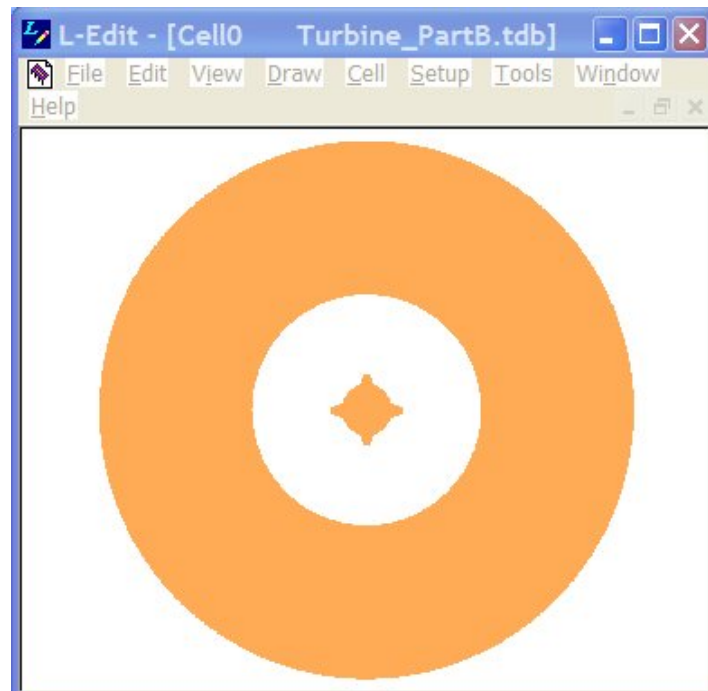 L-Edit - [Cell0 Turbine_PartB.tdb]
File Edit View Draw Cell Setup Tools Window
Help